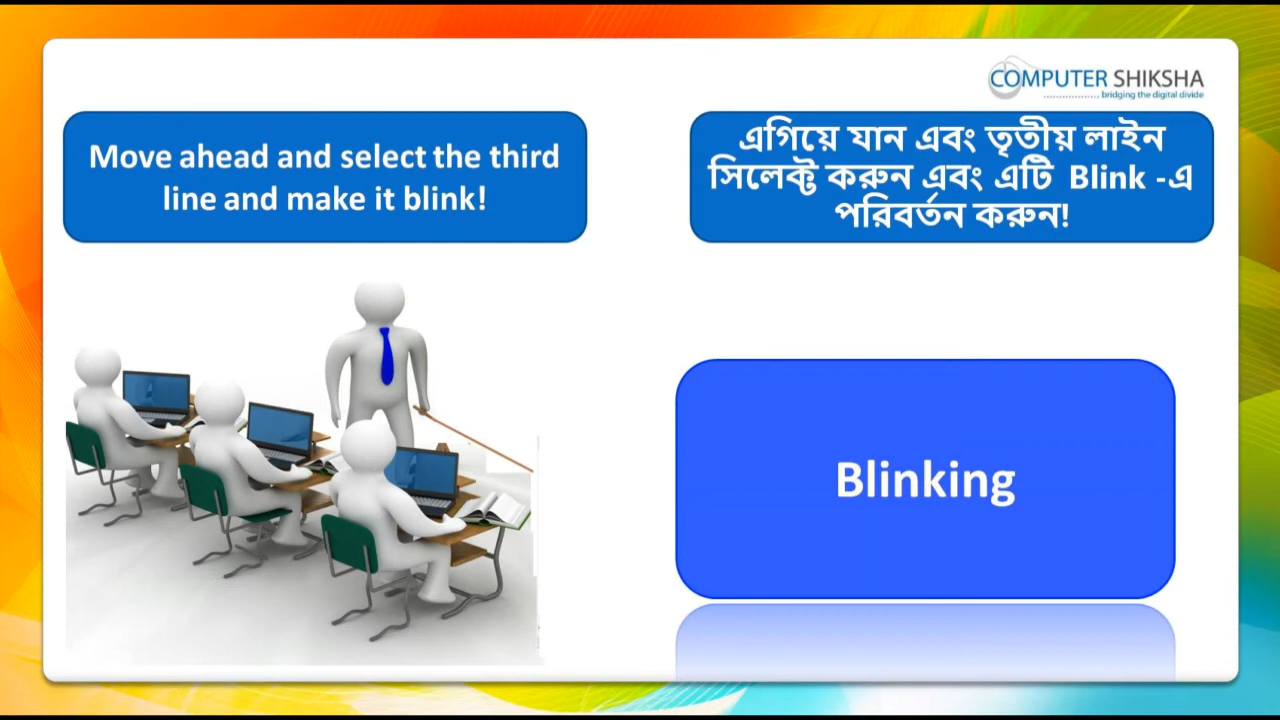 COMPUTER SHIKSHA
bridging the digital divide
Move ahead and select the third
line and make it blink!
এগিয়ে যান এবং তৃতীয় লাইন
সিলেক্ট করুন এবং এটি Blink -এ
পরিবর্তন করুন!
Blinking